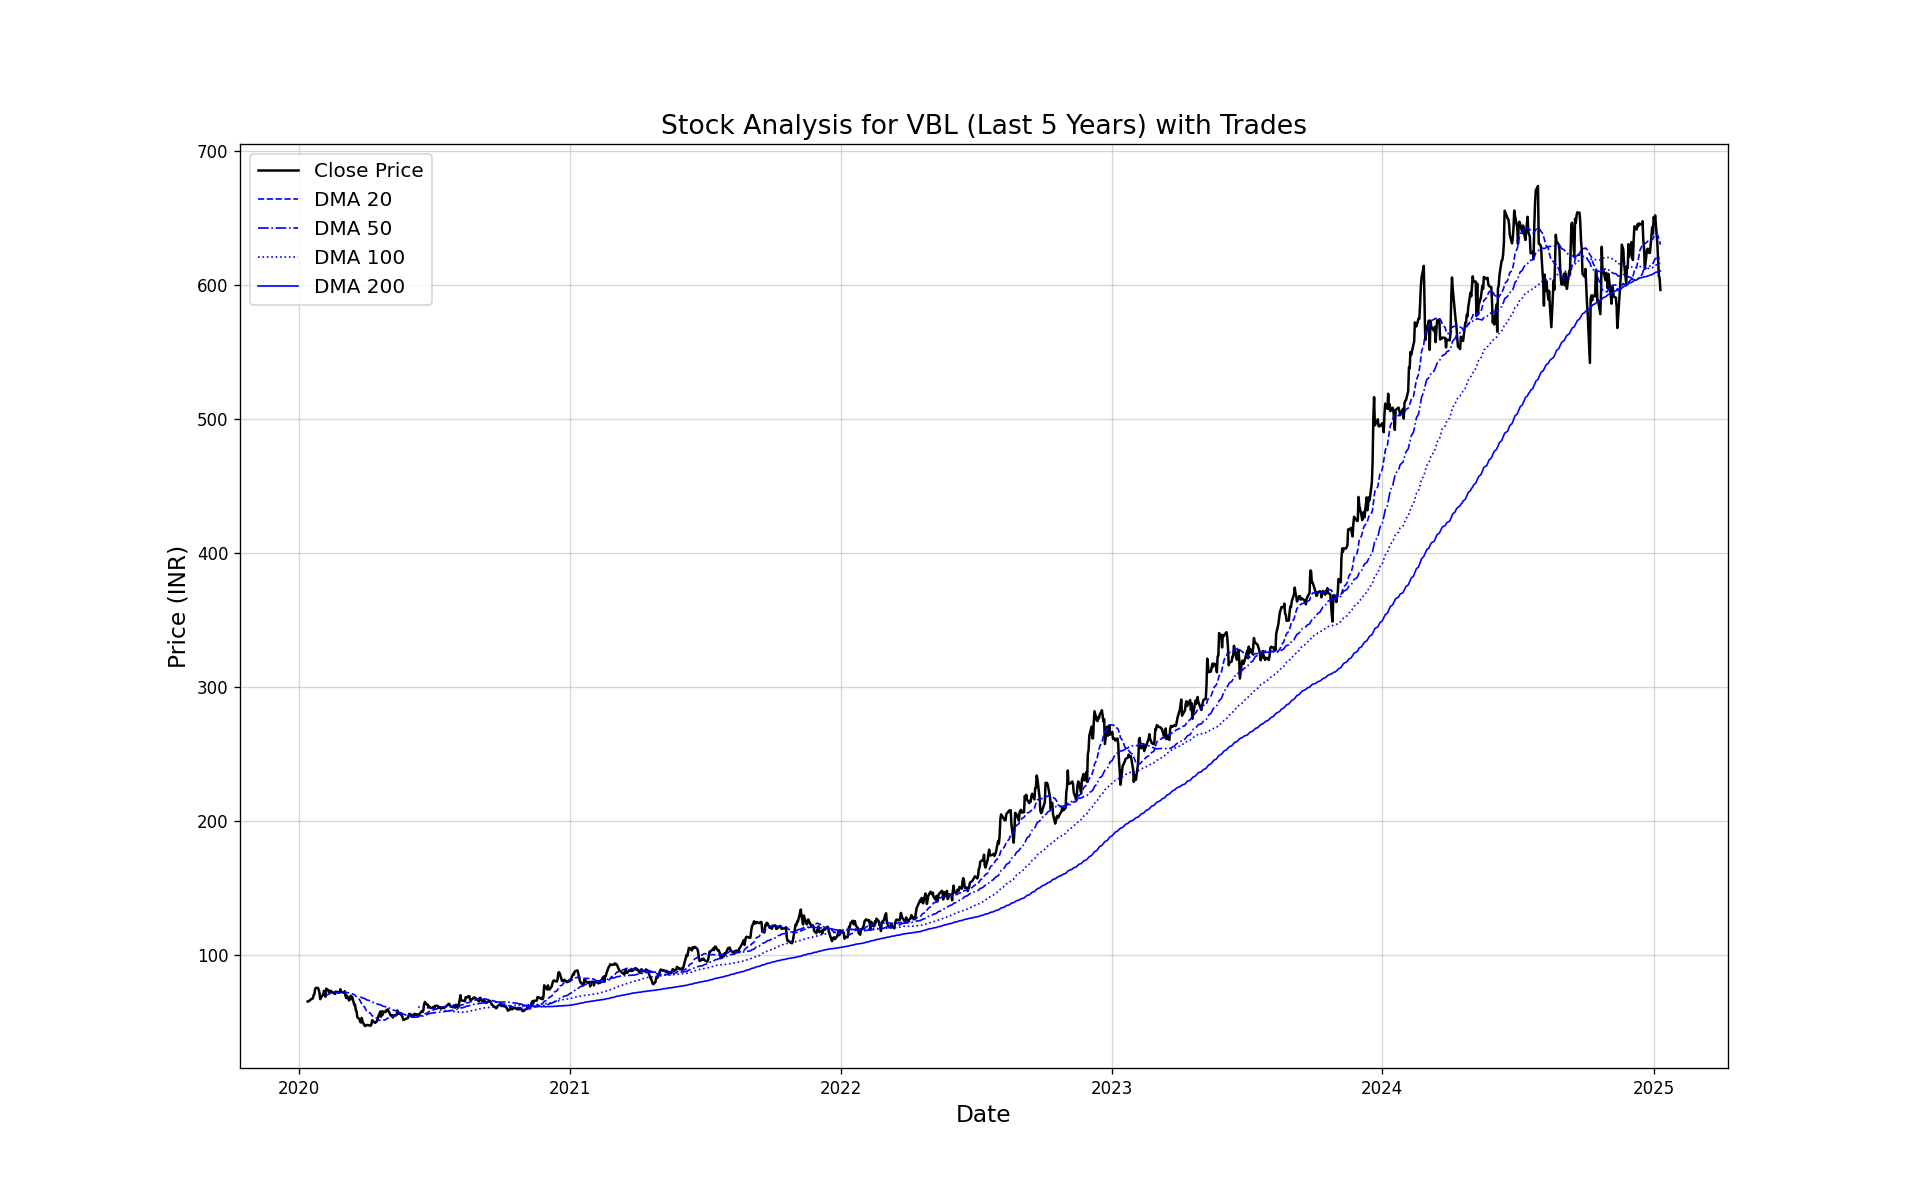 Stock Analysis for VBL (Last 5 Years) with Trades
700
600
500
400
300
200
100
Price (INR)
Close Price
DMA 20
DMA 50
DMA 100
DMA 200
2020
2021
2022
2023
2024
2025
Date